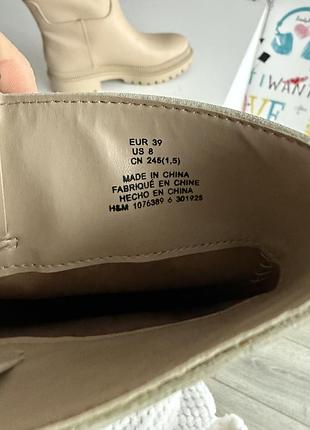 I WAN
EUR 39
US 8
CN 245(1,5)
MADE IN CHINA
FABRIQUÉ EN CHINE
HECHO EN CHINA
H&M 1076389 6 301925